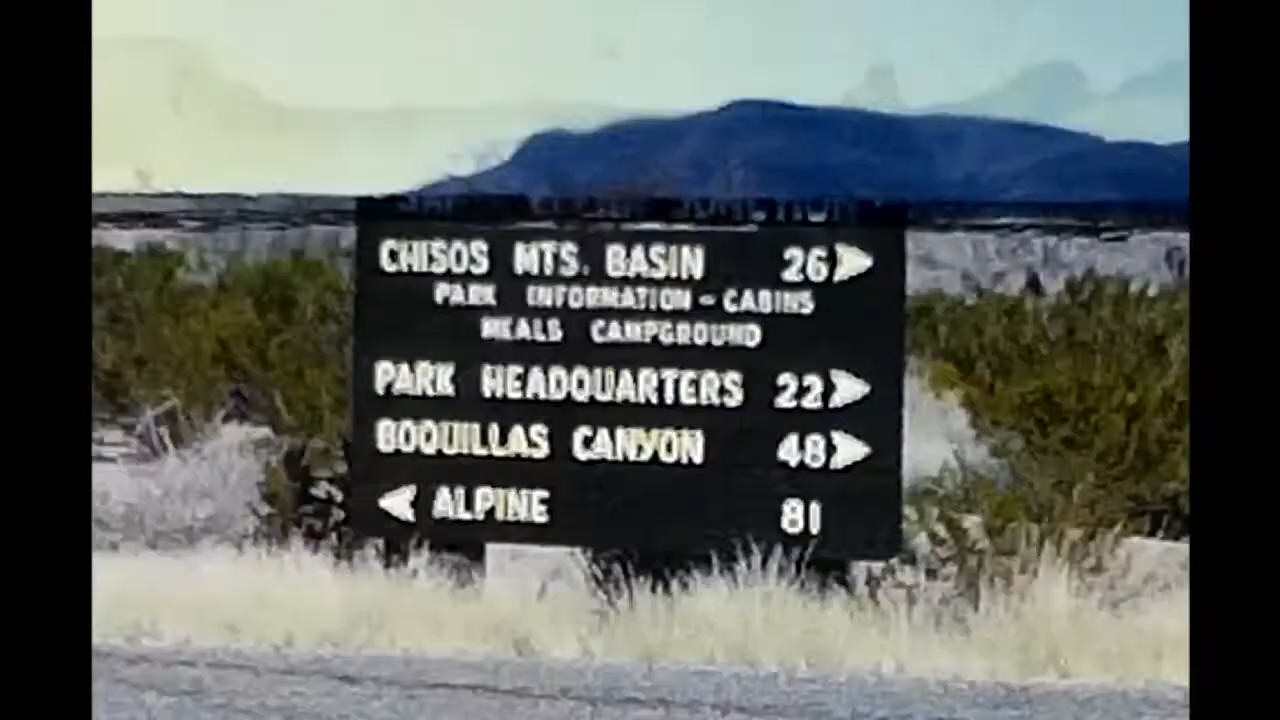 CHISOS MTS. BASIN 26
PARK INFORMATION - CABINS
MEALS CAMPGROUND
PARK HEADQUARTERS 22
BOQUILLAS CANYON 48
ALPINE 81